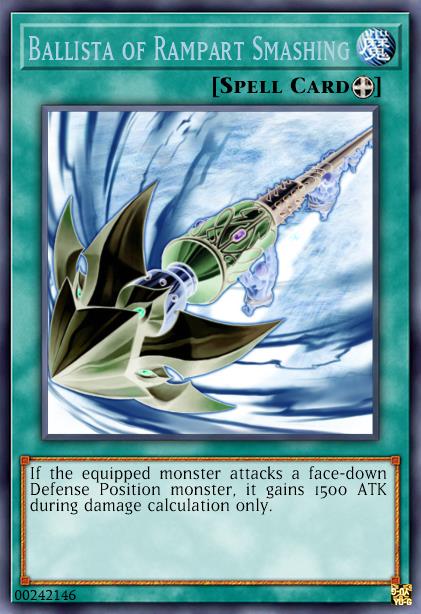 Ballista of Rampart Smashing 魔
[Spell Card]
If the equipped monster attacks a face-down
Defense Position monster, it gains 1500 ATK
during damage calculation only.
00242146